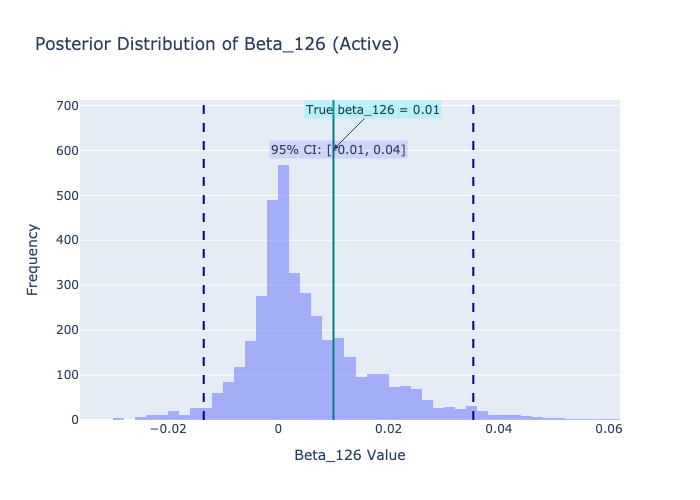 Posterior Distribution of Beta_126 (Active)
700
True beta_126 = 0.01
600
95% CI: [-0.01, 0.04]
500
400
300
200
100
0
Frequency
−0.02
0
0.02
0.04
0.06
Beta_126 Value